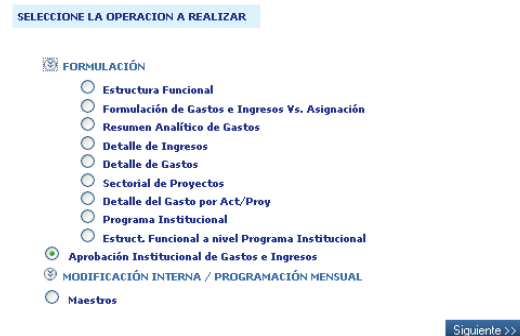 SELECCIONE LA OPERACION A REALIZAR
FORMULACIÓN
Estructura Funcional
Formulación de Gastos e Ingresos Vs. Asignación
Resumen Analítico de Gastos
Detalle de Ingresos
Detalle de Gastos
Sectorial de Proyectos
Detalle del Gasto por Act/Proy
Programa Institucional
Estruct. Funcional a nivel Programa Institucional
Aprobación Institucional de Gastos e Ingresos
MODIFICACIÓN INTERNA / PROGRAMACIÓN MENSUAL
Maestros
Siguiente >>